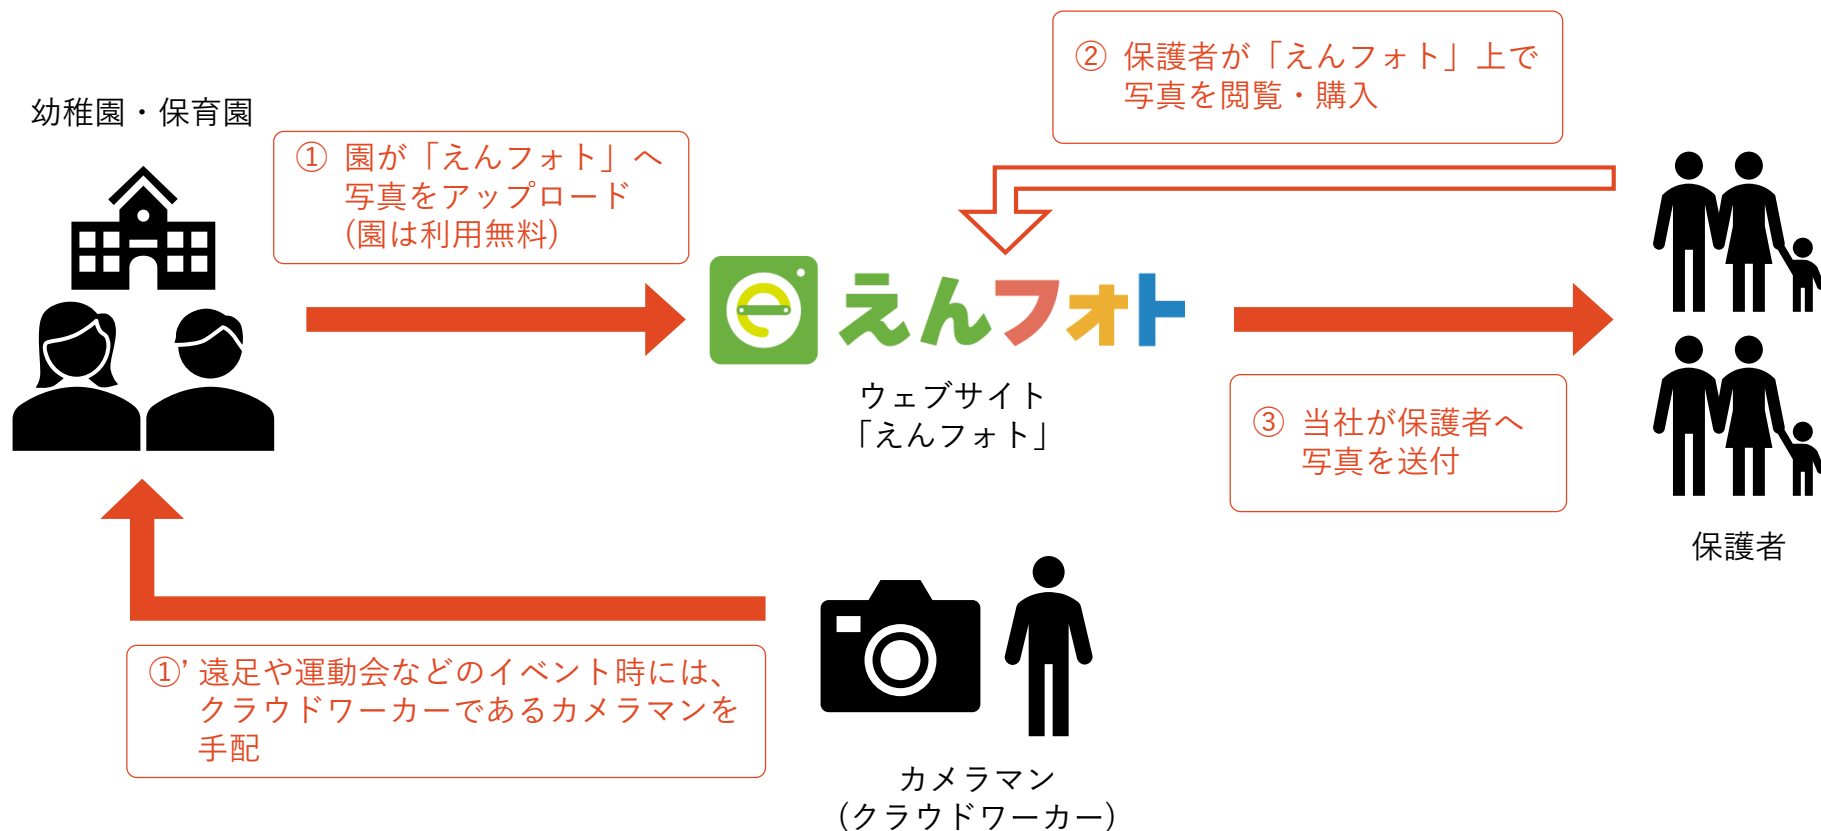 幼稚園・保育園
① 園が「えんフォト」へ
写真をアップロード
(園は利用無料)
② 保護者が「えんフォト」上で
写真を閲覧・購入
えんフォト
ウェブサイト
「えんフォト」
③ 当社が保護者へ
写真を送付
保護者
①’ 遠足や運動会などのイベント時には、
クラウドワーカーであるカメラマンを
手配
カメラマン
(クラウドワーカー)